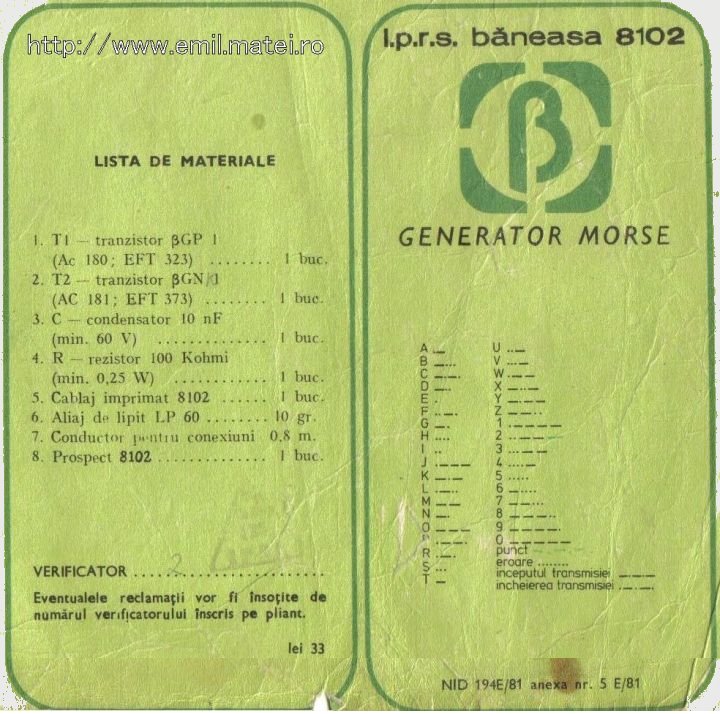 http://www.emil.matei.ro
LISTA DE MATERIALE
1. T1 — tranzistor βGP 1
(Ac 180; EFT 323) ........ 1 buc.
2. T2 — tranzistor βGN 1
(AC 181; EFT 373) ........ 1 buc.
3. C — condensator 10 nF
(min. 60 V) .............. 1 buc.
4. R — rezistor 100 Kohmi
(min. 0,25 W) ............ 1 buc.
5. Cablaj imprimat 8102 ...... 1 buc.
6. Aliaj de lipit LP 60 ........ 10 gr.
7. Conductor pentru conexiuni 0,8 m.
8. Prospect 8102 .............. 1 buc.
VERIFICATOR ..... 2 ...............
Eventualele reclamații vor fi însoțite de
numărul verificatorului înscris pe pliant.
lei 33
I.p.r.s. băneasa 8102
β
GENERATOR MORSE
A
B
C
D
E
F
G
H
I
J
K
L
M
N
O
R
S
T
U
V
W
X
Y
Z
1
2
3
4
5
6
7
8
9
0
punct
eroare ........
inceputul transmisiei
incheierea transmisiei
NID 194E/81 anexa nr. 5 E/81